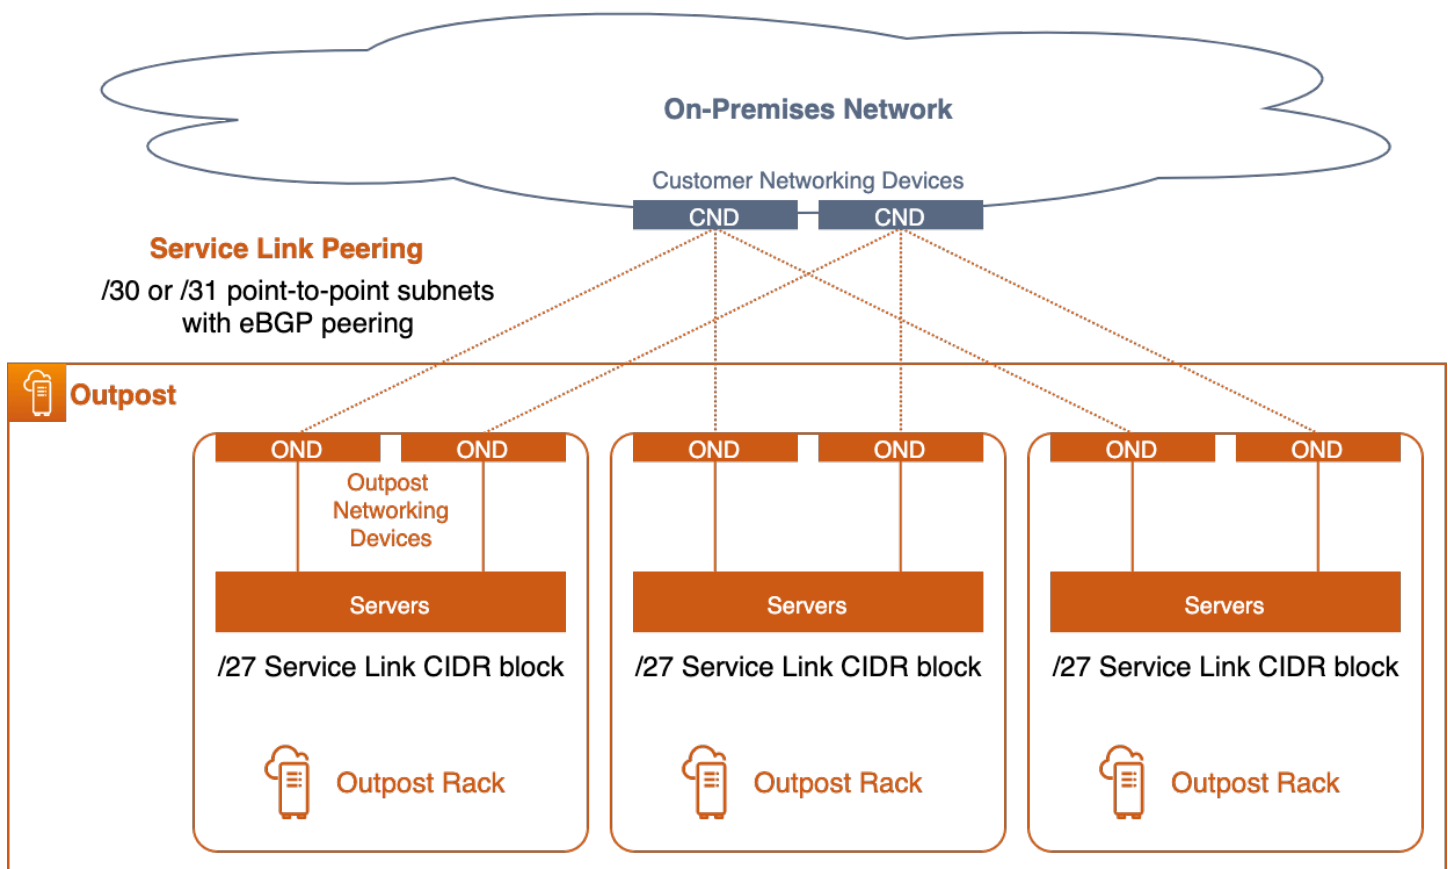 On-Premises Network
Customer Networking Devices
CND
CND
Service Link Peering
/30 or /31 point-to-point subnets
with eBGP peering
Outpost
OND
OND
OND
OND
OND
OND
Outpost
Networking
Devices
Servers
Servers
Servers
/27 Service Link CIDR block
/27 Service Link CIDR block
/27 Service Link CIDR block
Outpost Rack
Outpost Rack
Outpost Rack